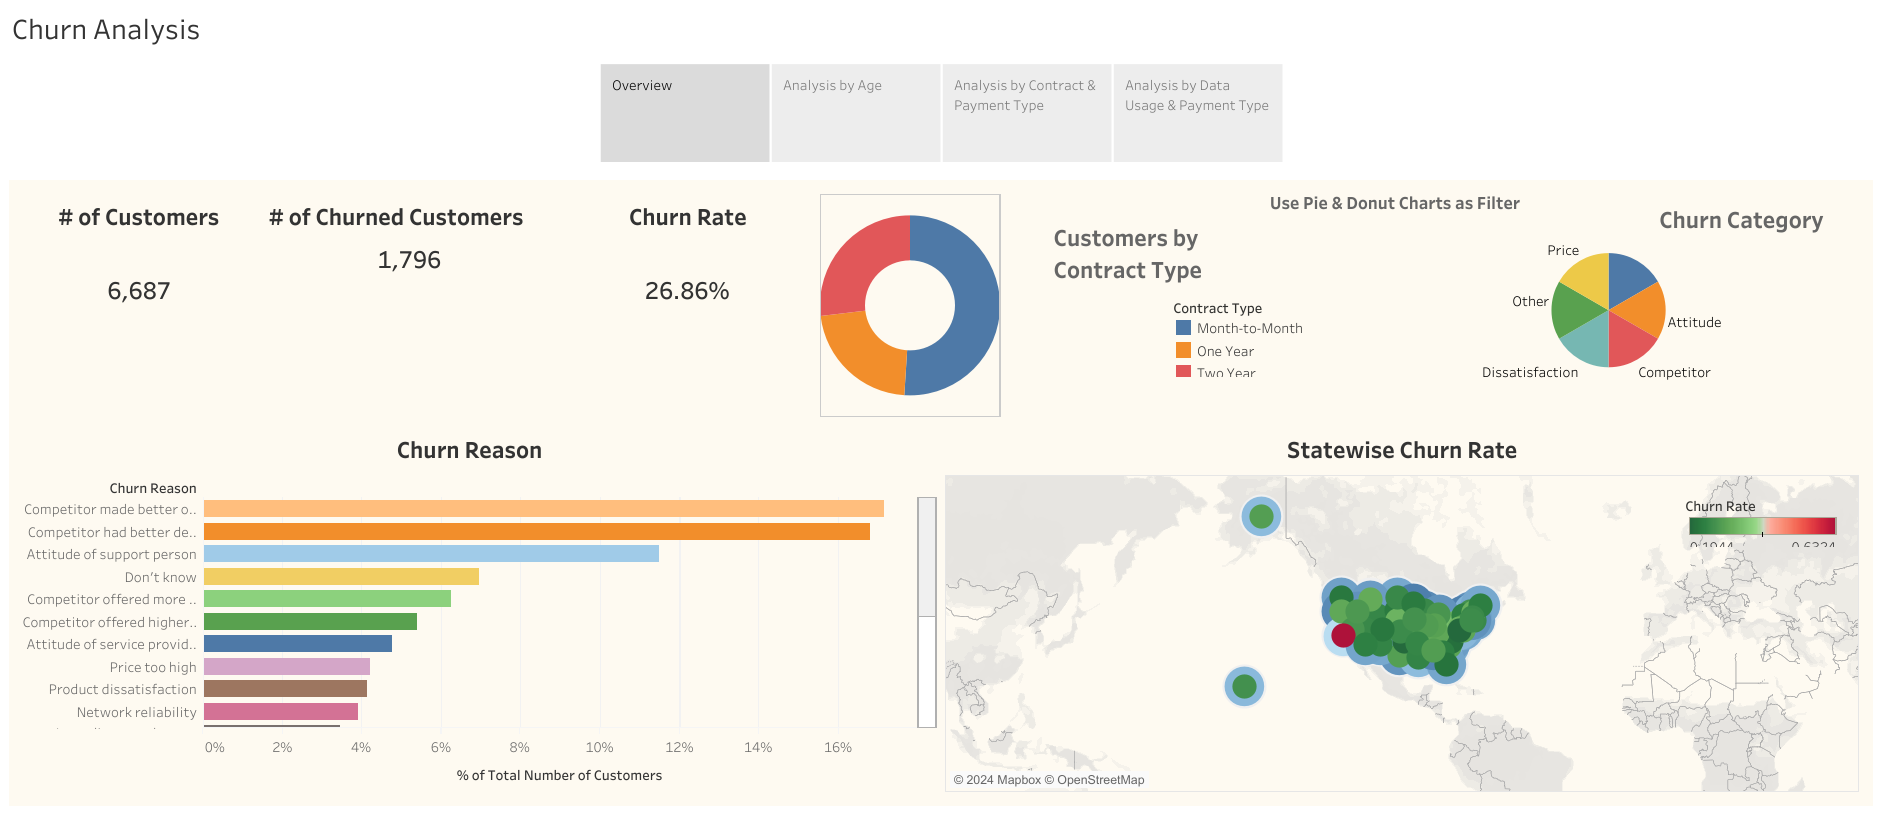 Churn Analysis
Overview
Analysis by Age
Analysis by Contract &
Payment Type
Analysis by Data
Usage & Payment Type
# of Customers
6,687
# of Churned Customers
1,796
Churn Rate
26.86%
Customers by
Contract Type
Contract Type
Month-to-Month
One Year
Two Year
Use Pie & Donut Charts as Filter
Churn Category
Price
Other
Attitude
Dissatisfaction
Competitor
Churn Reason
Churn Reason
Competitor made better o..
Competitor had better de..
Attitude of support person
Don't know
Competitor offered more ..
Competitor offered higher..
Attitude of service provid..
Price too high
Product dissatisfaction
Network reliability
0%
2%
4%
6%
8%
10%
12%
14%
16%
% of Total Number of Customers
Statewise Churn Rate
Churn Rate
0.1944
0.6324
© 2024 Mapbox © OpenStreetMap